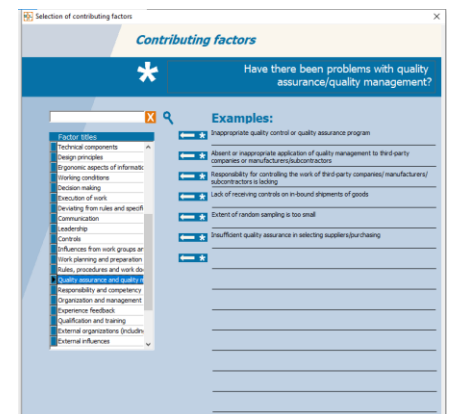 Selection of contributing factors
Contributing factors
Have there been problems with quality
assurance/quality management?
X
Examples:
Factor titles
Technical components
Design principles
Ergonomic aspects of informatic
Working conditions
Decision making
Execution of work
Deviating from rules and specifi
Communication
Leadership
Controls
Influences from work groups ar
Work planning and preparation
Rules, procedures and work do
Quality assurance and quality m
Responsibility and competency
Organization and management
Experience feedback
Qualification and training
External organizations (includin
External influences
Inappropriate quality control or quality assurance program
Absent or inappropriate application of quality management to third-party
companies or manufacturers/subcontractors
Responsibility for controlling the work of third-party companies/ manufacturers/
subcontractors is lacking
Lack of receiving controls on in-bound shipments of goods
Extent of random sampling is too small
Insufficient quality assurance in selecting suppliers/purchasing